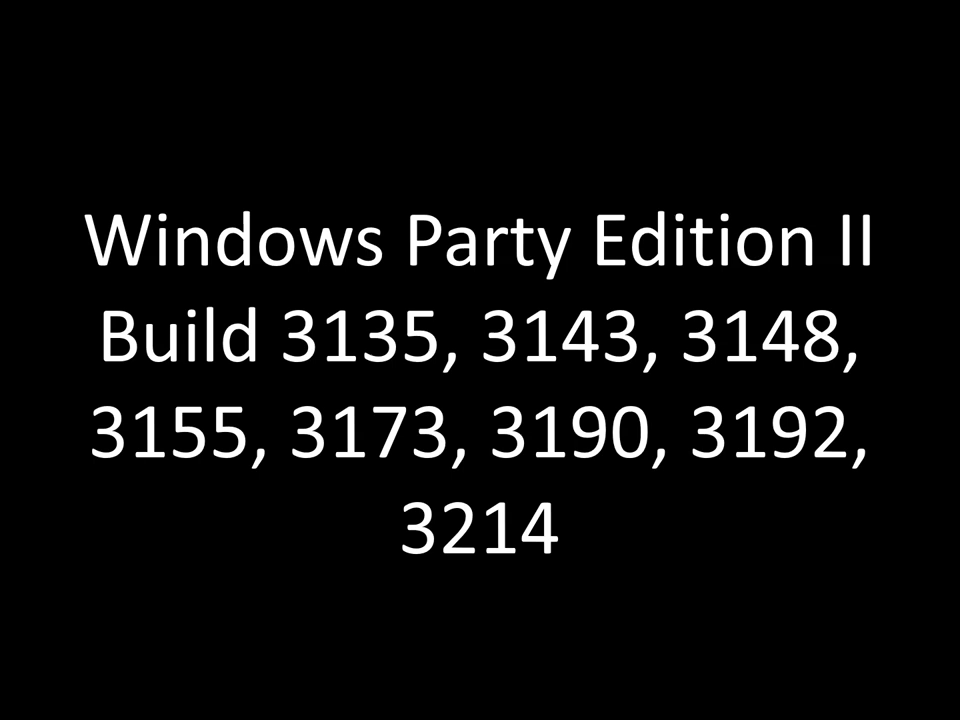 Windows Party Edition II
Build 3135, 3143, 3148,
3155, 3173, 3190, 3192,
3214